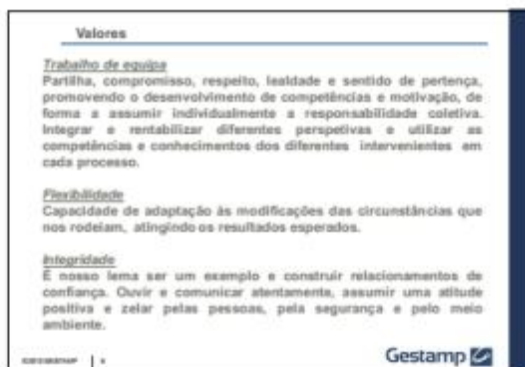 Valores
Trabalho de equipa
Partilha, compromisso, respeito, lealdade e sentido de pertença,
promovendo o desenvolvimento de competências e motivação, de
forma a assumir individualmente a responsabilidade coletiva.
Integrar e rentabilizar diferentes perspetivas e utilizar as
competências e conhecimentos dos diferentes intervenientes em
cada processo.
Flexibilidade
Capacidade de adaptação às modificações das circunstâncias que
nos rodeiam, atingindo os resultados esperados.
Integridade
É nosso lema ser um exemplo e construir relacionamentos de
confiança. Ouvir e comunicar atentamente, assumir uma atitude
positiva e zelar pelas pessoas, pela segurança e pelo meio
ambiente.
Gestamp